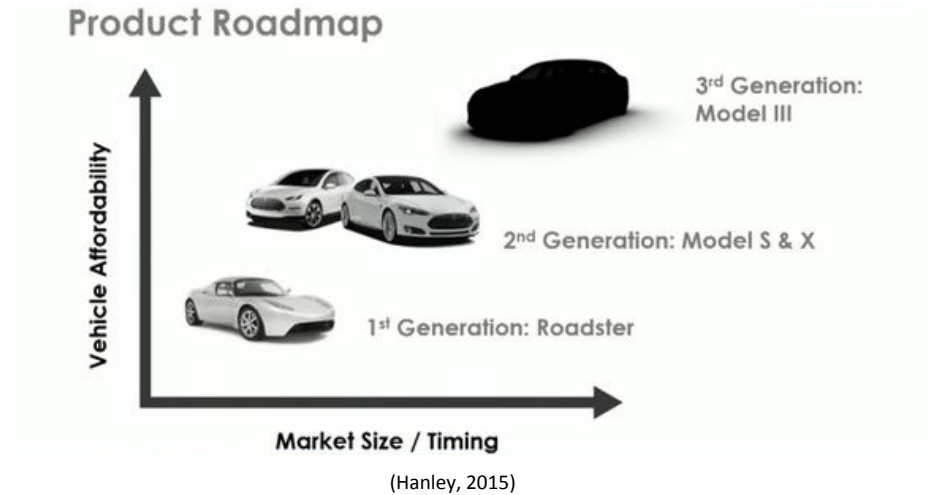 Product Roadmap
3rd Generation:
Model III
Vehicle Affordability
2nd Generation: Model S & X
1st Generation: Roadster
Market Size / Timing
(Hanley, 2015)